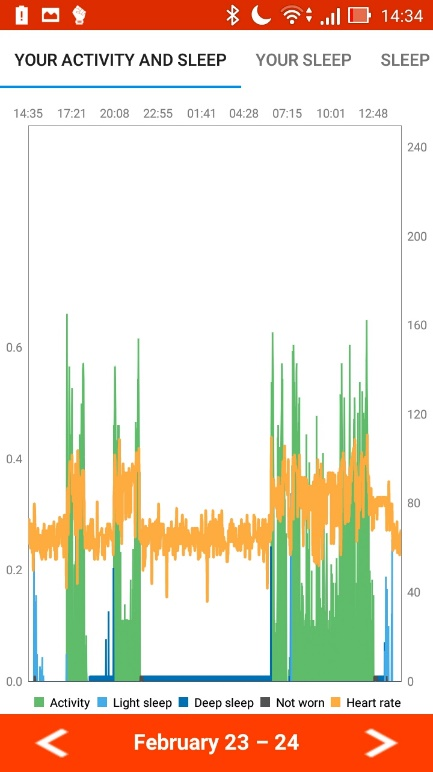 14:34
YOUR ACTIVITY AND SLEEP YOUR SLEEP SLEEP
14:35 17:21 20:08 22:55 01:41 04:28 07:15 10:01 12:48
240
200
0.6 160
120
0.4
80
0.2
40
0.0 0
Activity Light sleep Deep sleep Not worn Heart rate
February 23 – 24